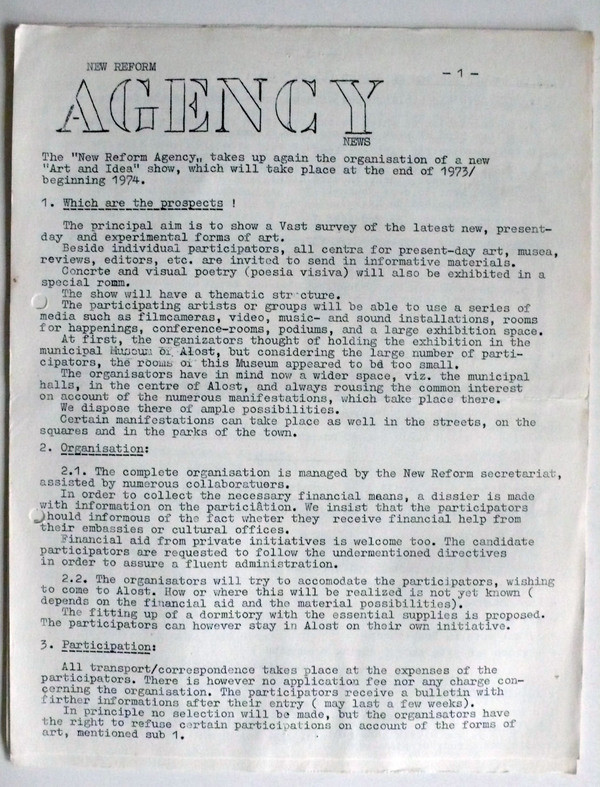 NEW REFORM
- 1 -
AGENCY
NEWS
The "New Reform Agency„ takes up again the organisation of a new
"Art and Idea" show, which will take place at the end of 1973/
beginning 1974.
1. Which are the prospects !
The principal aim is to show a Vast survey of the latest new, present-
day and experimental forms of art.
Beside individual participators, all centra for present-day art, musea,
reviews, editors, etc. are invited to send in informative materials.
Concrte and visual poetry (poesia visiva) will also be exhibited in a
special romm.
The show will have a thematic str cture.
The participating artists or groups will be able to use a series of
media such as filmcameras, video, music- and sound installations, rooms
for happenings, conference-rooms, podiums, and a large exhibition space.
At first, the organizators thought of holding the exhibition in the
municipal Museum of Alost, but considering the large number of parti-
cipators, the rooms of this Museum appeared to bd too small.
The organisators have in mind now a wider space, viz. the municipal
halls, in the centre of Alost, and always rousing the common interest
on account of the numerous manifestations, which take place there.
We dispose there of ample possibilities.
Certain manifestations can take place as well in the streets, on the
squares and in the parks of the town.
2. Organisation:
2.1. The complete organisation is managed by the New Reform secretariat,
assisted by numerous collaboratuers.
In order to collect the necessary financial means, a dissier is made
with information on the particiâtion. We insist that the participators
should informous of the fact wheter they receive financial help from
their embassies or cultural offices.
Financial aid from private initiatives is welcome too. The candidate
participators are requested to follow the undermentioned directives
in order to assure a fluent administration.
2.2. The organisators will try to accomodate the participators, wishing
to come to Alost. How or where this will be realized is not yet known (
depends on the financial aid and the material possibilities).
The fitting up of a dormitory with the essential supplies is proposed.
The participators can however stay in Alost on their own initiative.
3. Participation:
All transport/correspondence takes place at the expenses of the
participators. There is however no application fee nor any charge con-
cerning the organisation. The participators receive a bulletin with
firther informations after their entry ( may last a few weeks).
In principle no selection will be made, but the organisators have
the right to refuse certain participations on account of the forms of
art, mentioned sub 1.